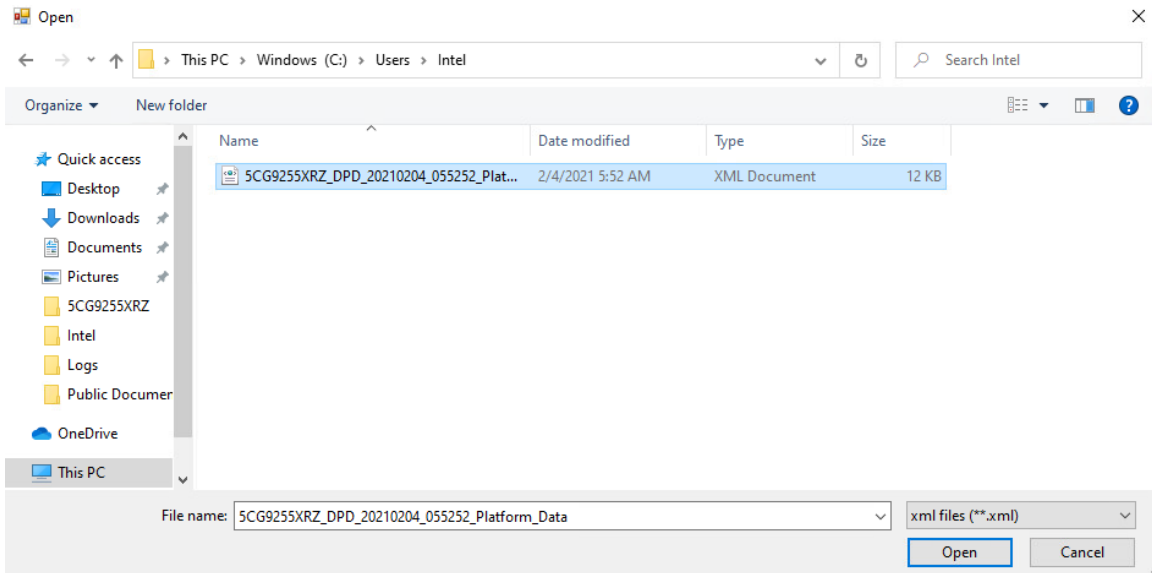 Open
This PC > Windows (C:) > Users > Intel
Search Intel
Organize
New folder
Name
Date modified
Type
Size
Quick access
Desktop
Downloads
Documents
Pictures
5CG9255XRZ
Intel
Logs
Public Documen
OneDrive
This PC
5CG9255XRZ_DPD_20210204_055252_Plat... 2/4/2021 5:52 AM XML Document 12 KB
File name: 5CG9255XRZ_DPD_20210204_055252_Platform_Data
xml files (**.xml)
Open
Cancel